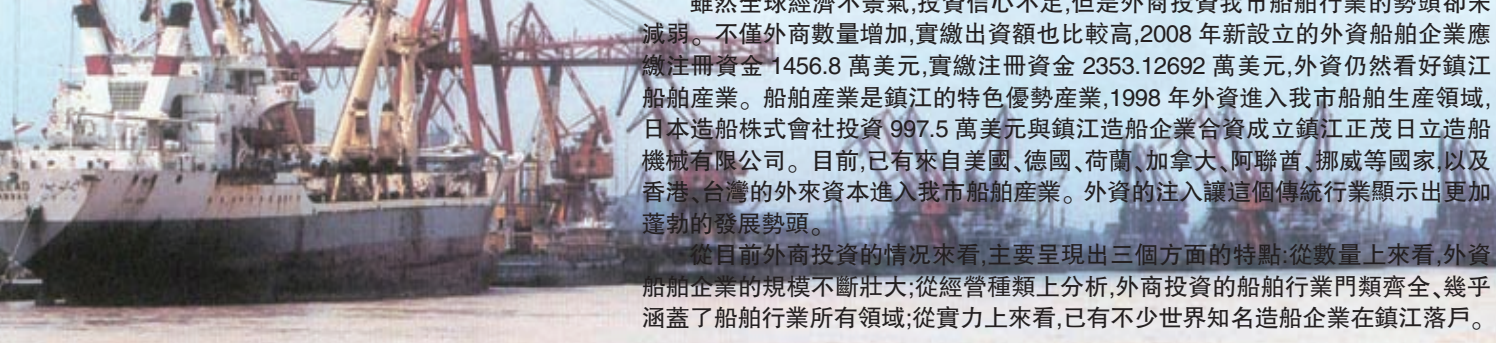 雖然全球經濟不景氣,投資信心不足,但是外商投資我市船舶行業的勢頭卻未
減弱。不僅外商數量增加,實繳出資額也比較高,2008 年新設立的外資船舶企業應
繳注冊資金 1456.8 萬美元,實繳注冊資金 2353.12692 萬美元,外資仍然看好鎮江
船舶產業。船舶產業是鎮江的特色優勢產業,1998 年外資進入我市船舶生產領域,
日本造船株式會社投資 997.5 萬美元與鎮江造船企業合資成立鎮江正茂日立造船
機械有限公司。目前,已有來自美國、德國、荷蘭、加拿大、阿聯酋、挪威等國家,以及
香港、台灣的外來資本進入我市船舶產業。外資的注入讓這個傳統行業顯示出更加
蓬勃的發展勢頭。
從目前外商投資的情况來看,主要呈現出三個方面的特點:從數量上來看,外資
船舶企業的規模不斷壯大;從經營種類上分析,外商投資的船舶行業門類齊全、幾乎
涵蓋了船舶行業所有領域;從實力上來看,已有不少世界知名造船企業在鎮江落戶。